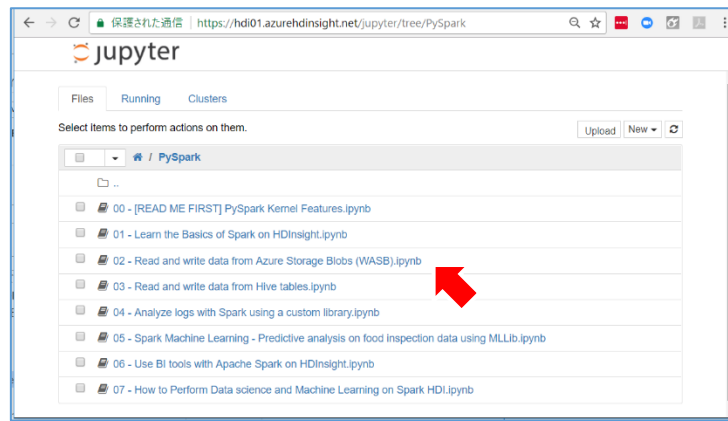 保護された通信 | https://hdi01.azurehdinsight.net/jupyter/tree/PySpark
jupyter
Files Running Clusters
Select items to perform actions on them.
Upload New
/ PySpark
..
00 - [READ ME FIRST] PySpark Kernel Features.ipynb
01 - Learn the Basics of Spark on HDInsight.ipynb
02 - Read and write data from Azure Storage Blobs (WASB).ipynb
03 - Read and write data from Hive tables.ipynb
04 - Analyze logs with Spark using a custom library.ipynb
05 - Spark Machine Learning - Predictive analysis on food inspection data using MLLib.ipynb
06 - Use BI tools with Apache Spark on HDInsight.ipynb
07 - How to Perform Data science and Machine Learning on Spark HDI.ipynb